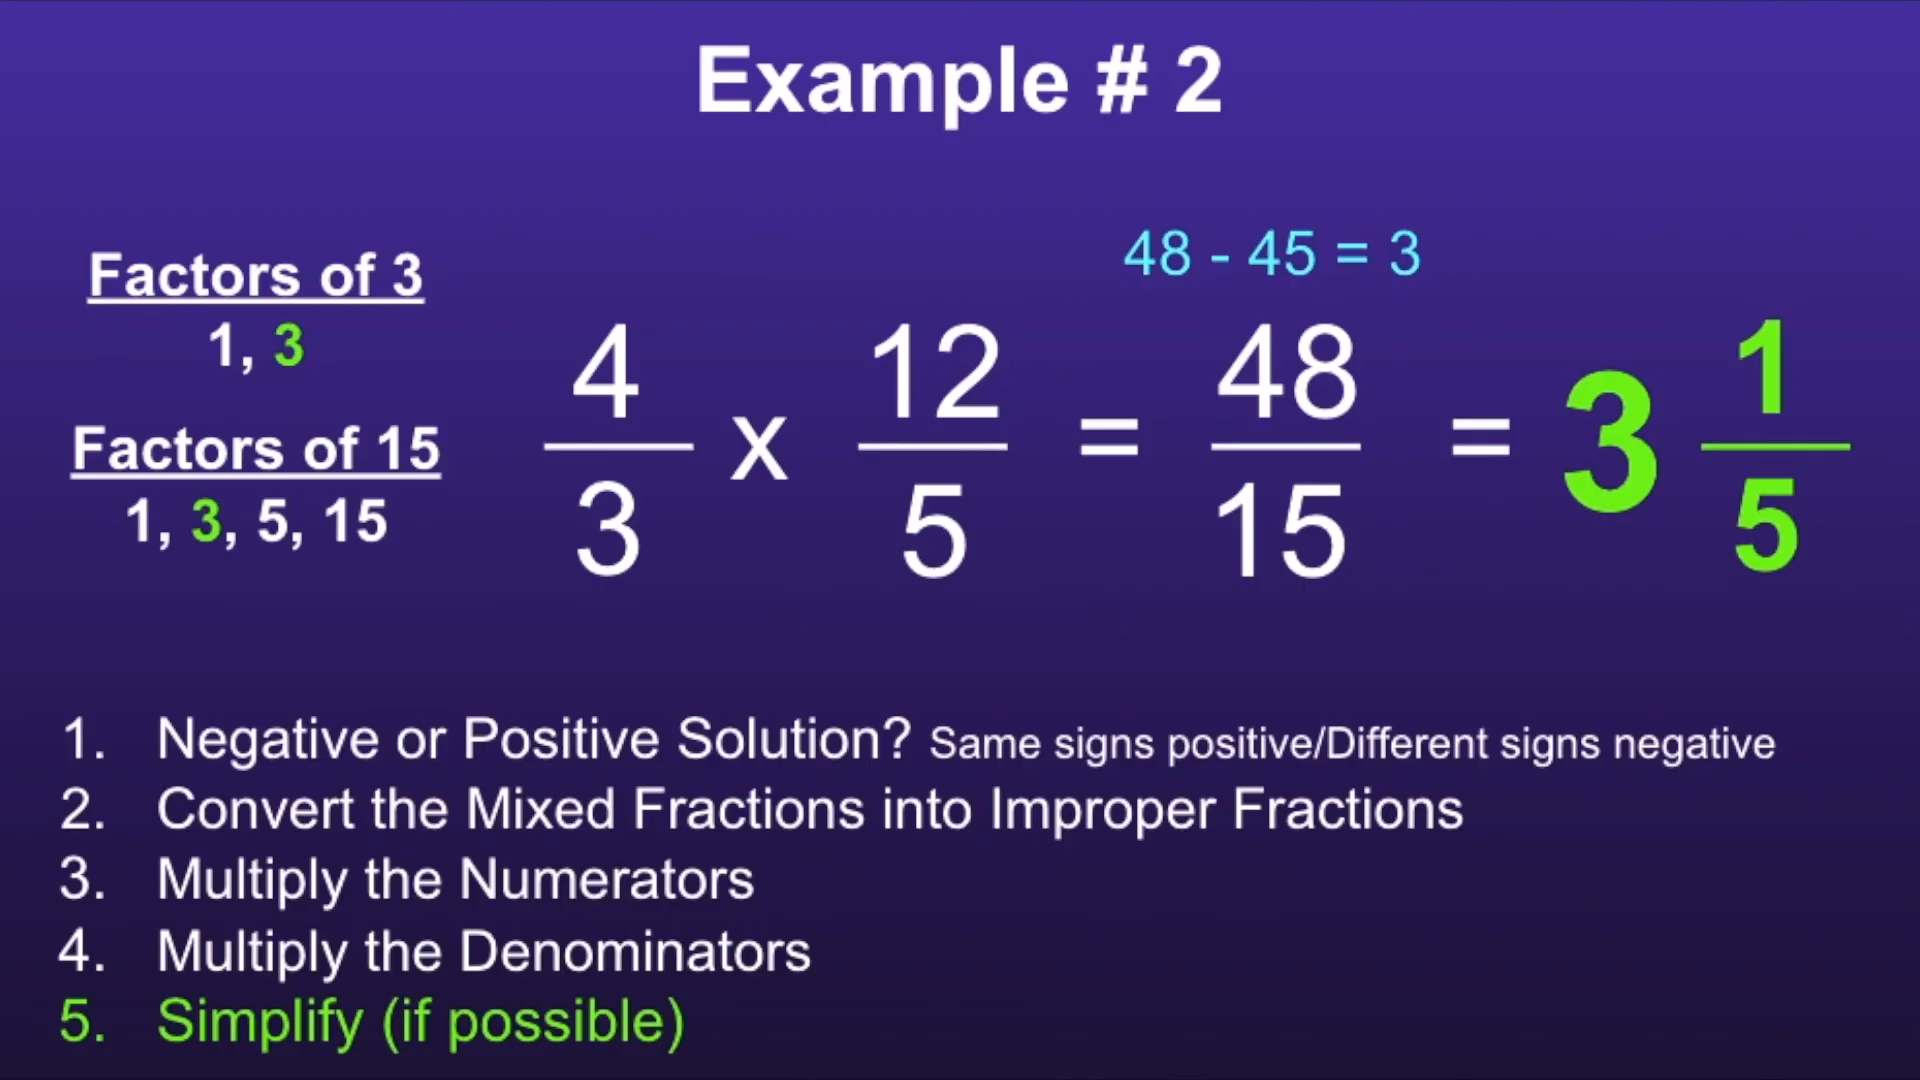 Example # 2
48 - 45 = 3
Factors of 3
1, 3
Factors of 15
1, 3, 5, 15
4 12 48 1
x = = 3
3 5 15 5
1. Negative or Positive Solution? Same signs positive/Different signs negative
2. Convert the Mixed Fractions into Improper Fractions
3. Multiply the Numerators
4. Multiply the Denominators
5. Simplify (if possible)